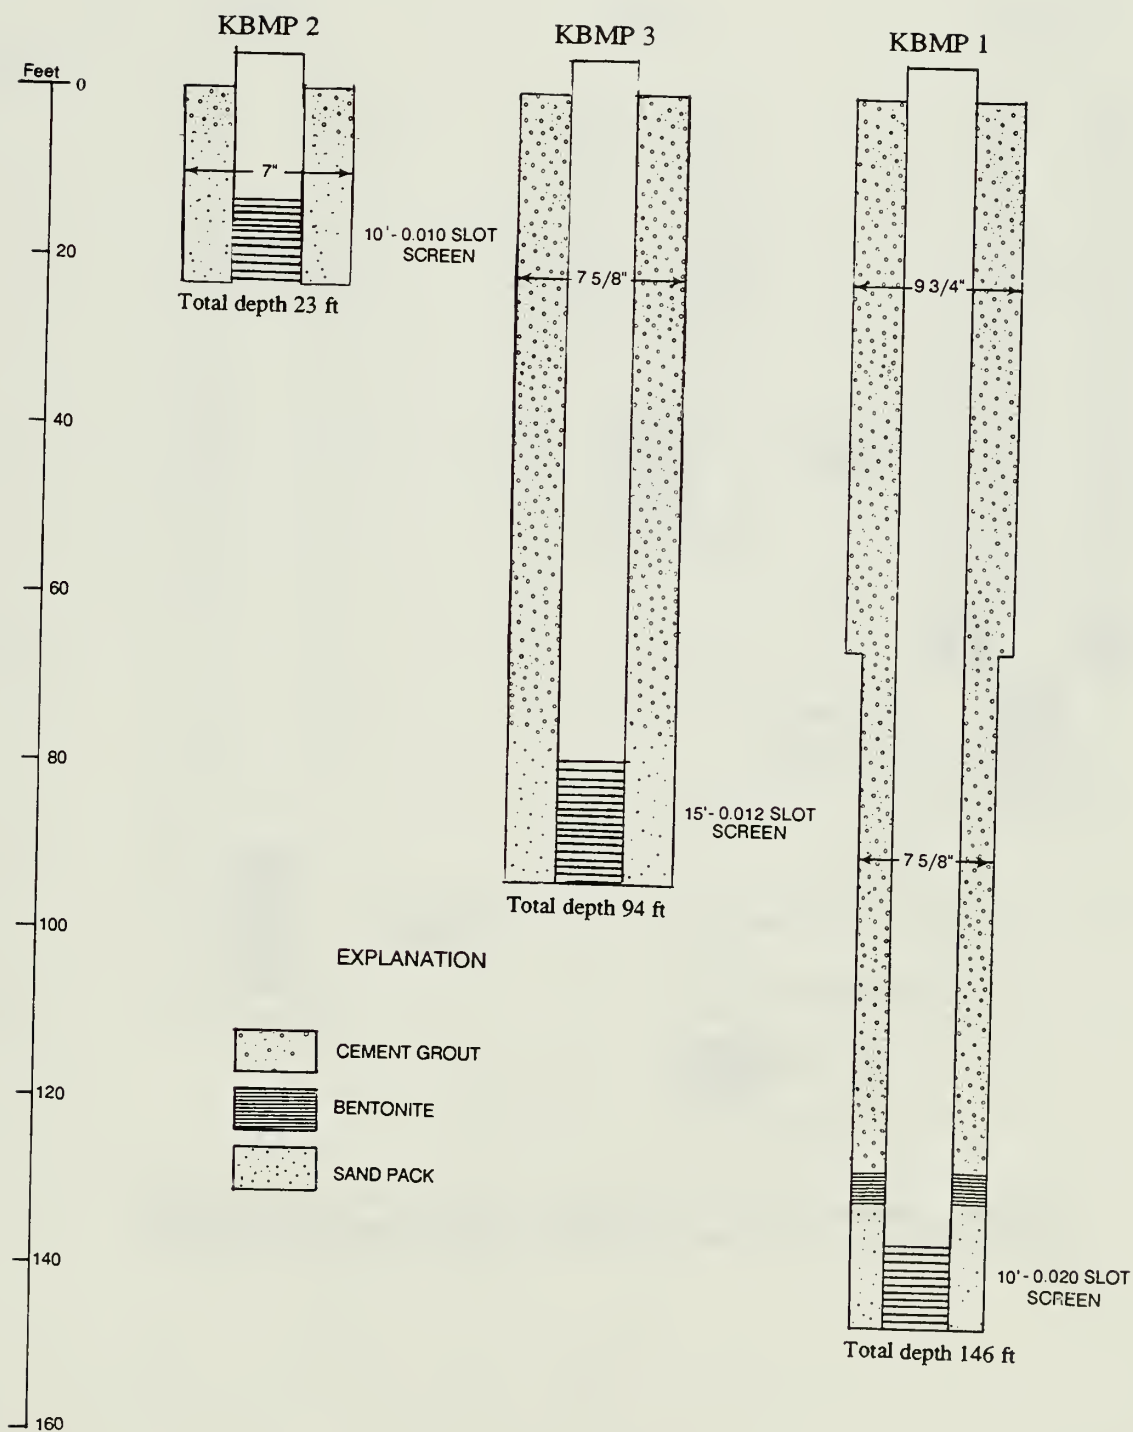 KBMP 2
KBMP 3
KBMP 1
Feet
0
20
40
60
80
100
120
140
160
7"
10'- 0.010 SLOT
SCREEN
Total depth 23 ft
7 5/8"
15'- 0.012 SLOT
SCREEN
Total depth 94 ft
9 3/4"
7 5/8"
10'- 0.020 SLOT
SCREEN
Total depth 146 ft
EXPLANATION
CEMENT GROUT
BENTONITE
SAND PACK